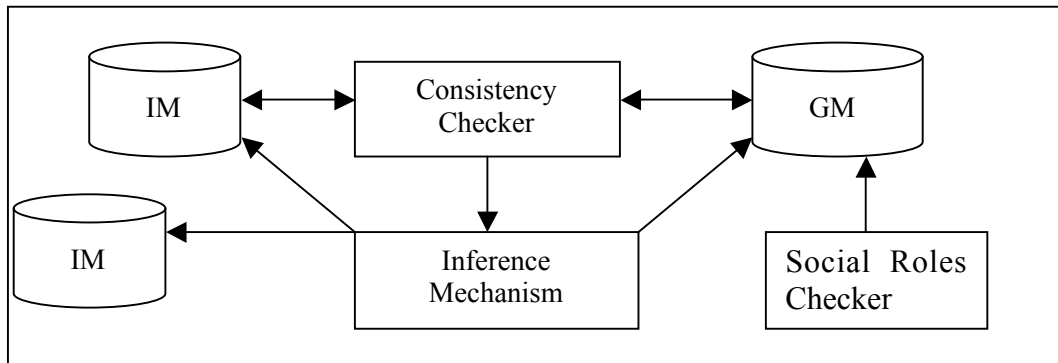 IM
Consistency
Checker
GM
IM
Inference
Mechanism
Social Roles
Checker